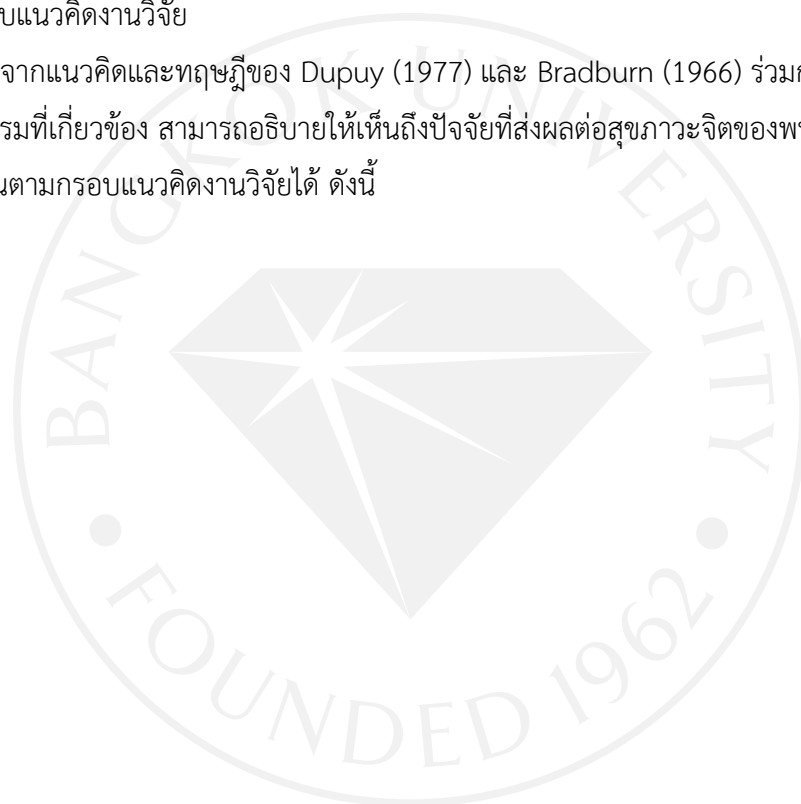 บแนวคิดงานวิจัย
จากแนวคิดและทฤษฎีของ Dupuy (1977) และ Bradburn (1966) ร่วมก
รมที่เกี่ยวข้อง สามารถอธิบายให้เห็นถึงปัจจัยที่ส่งผลต่อสุขภาวะจิตของพ
นตามกรอบแนวคิดงานวิจัยได้ ดังนี้
BANGKOK UNIVERSITY
FOUNDED 1962